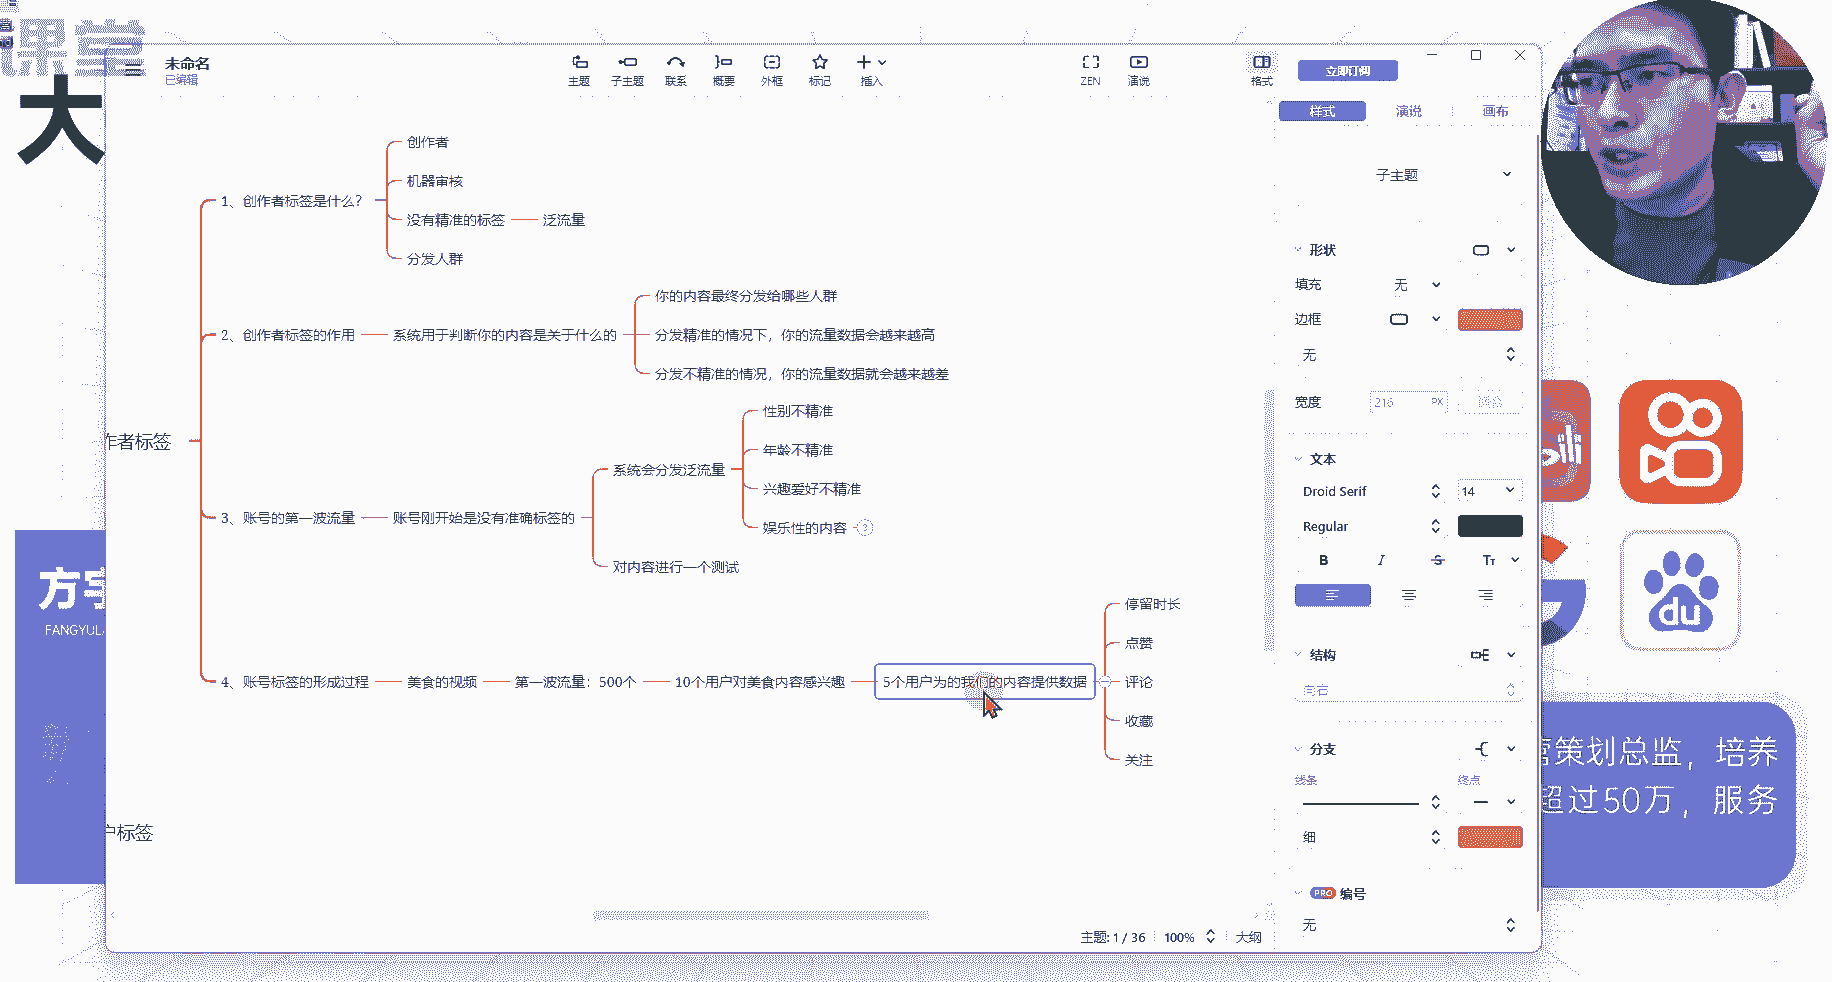 课堂
大
未命名
已编辑
主题
子主题
联系
概要
外框
标记
插入
ZEN
演说
格式
立即订阅
样式
演说
画布
创作者
机器审核
1、创作者标签是什么？
没有精准的标签
泛流量
分发人群
你的内容最终分发给哪些人群
2、创作者标签的作用
系统用于判断你的内容是关于什么的
分发精准的情况下，你的流量数据会越来越高
分发不精准的情况，你的流量数据就会越来越差
性别不精准
作者标签
年龄不精准
系统会分发泛流量
兴趣爱好不精准
3、账号的第一波流量
账号刚开始是没有准确标签的
娱乐性的内容
对内容进行一个测试
停留时长
点赞
4、账号标签的形成过程
美食的视频
第一波流量：500个
10个用户对美食内容感兴趣
5个用户为的我们的内容提供数据
评论
收藏
关注
户标签
主题: 1 / 36
100%
大纲
子主题
形状
填充
无
边框
无
宽度
216
PX
文本
Droid Serif
14
Regular
B
I
S
Tт
结构
向右
分支
线条
终点
细
PRO
编号
无
方宇
FANGYUL
du
营策划总监，培养
超过50万，服务